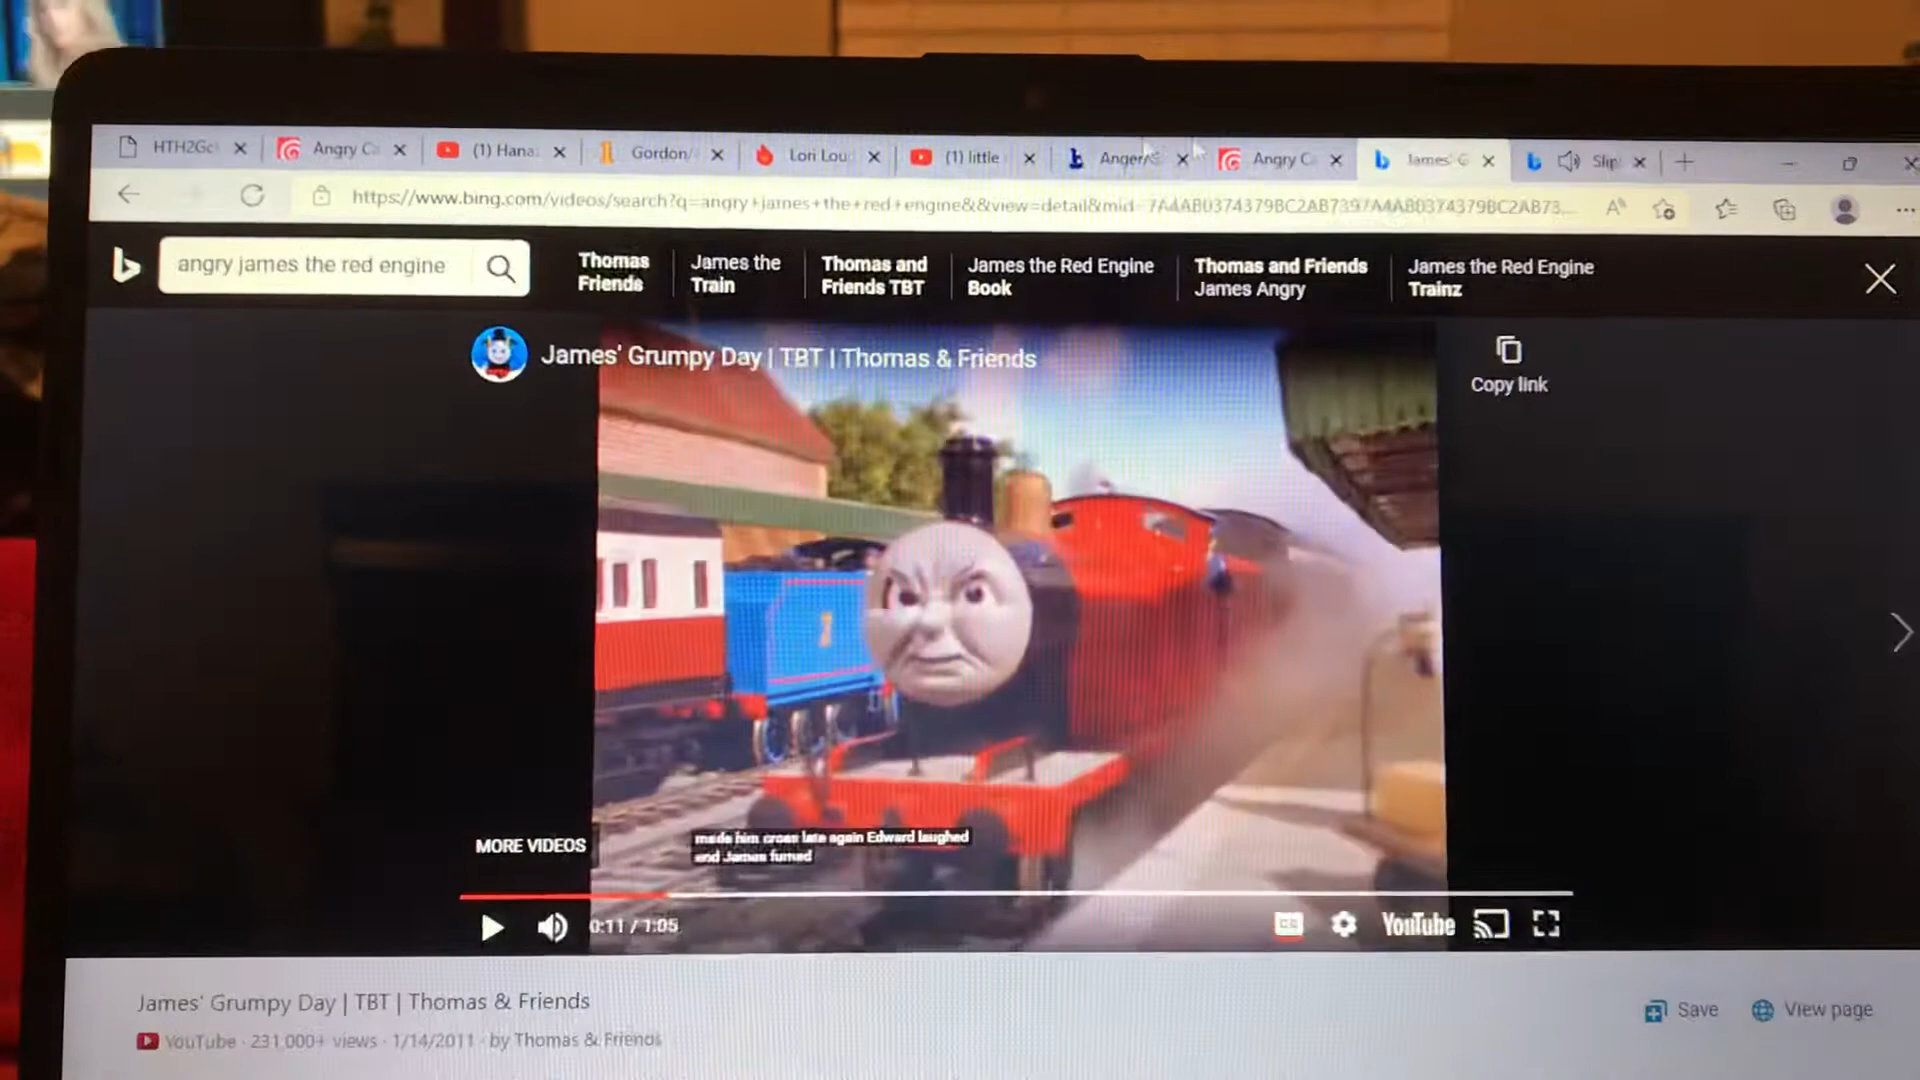 HTH2Gc
Angry C
(1) Hana
Gordon/
Lori Lou
(1) little
Anger/S
Angry C
James' G
Slip
https://www.bing.com/videos/search?q=angry+james+the+red+engine&&view=detail&mid=7A4AB0374379BC2AB7397A4AB0374379BC2AB73...
angry james the red engine
Thomas Friends
James the Train
Thomas and Friends TBT
James the Red Engine Book
Thomas and Friends James Angry
James the Red Engine Trainz
James' Grumpy Day | TBT | Thomas & Friends
Copy link
1
MORE VIDEOS
made him cross late again Edward laughed
and James fumed
0:11 / 1:05
CC
YouTube
James' Grumpy Day | TBT | Thomas & Friends
Save
View page
YouTube · 231,000+ views · 1/14/2011 · by Thomas & Friends